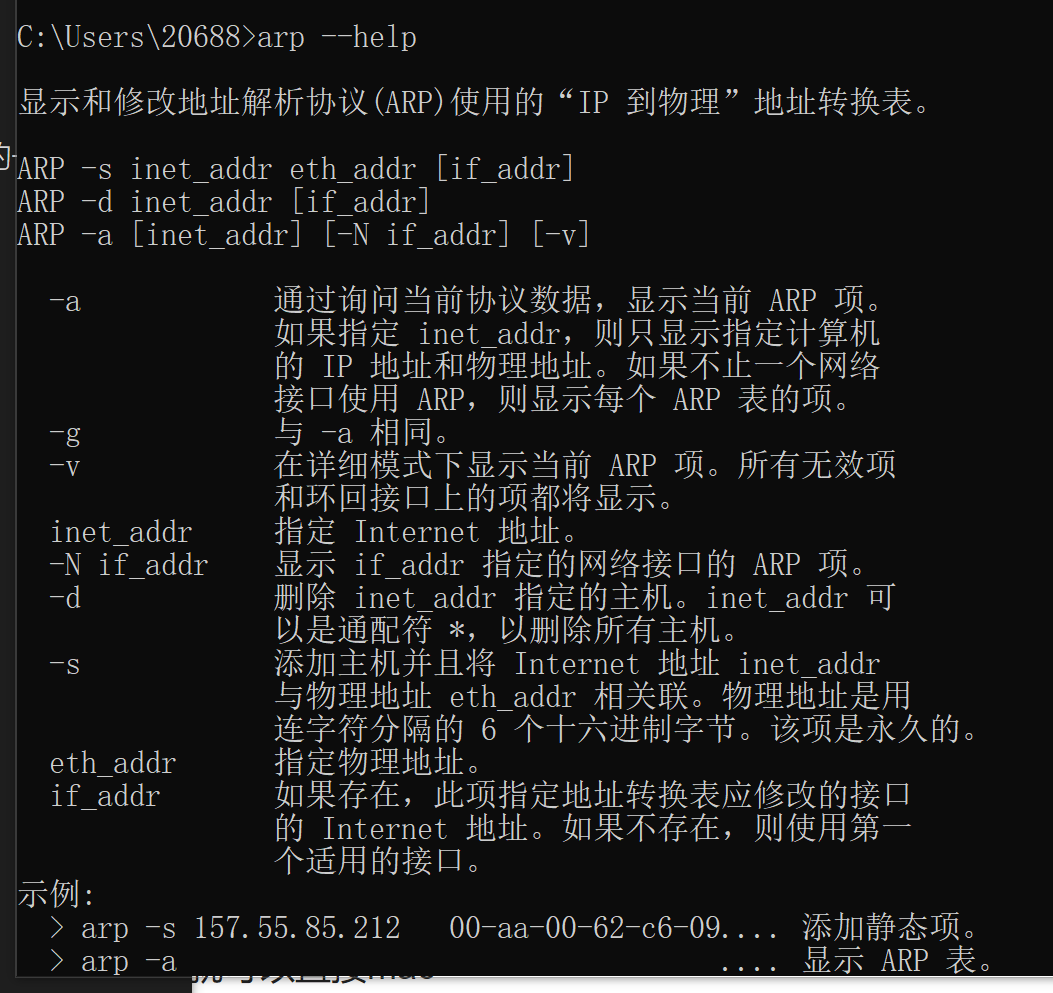 C:\Users\20688>arp --help
显示和修改地址解析协议(ARP)使用的“IP 到物理”地址转换表。
ARP -s inet_addr eth_addr [if_addr]
ARP -d inet_addr [if_addr]
ARP -a [inet_addr] [-N if_addr] [-v]
-a 通过询问当前协议数据，显示当前 ARP 项。
如果指定 inet_addr，则只显示指定计算机
的 IP 地址和物理地址。如果不止一个网络
接口使用 ARP，则显示每个 ARP 表的项。
-g 与 -a 相同。
-v 在详细模式下显示当前 ARP 项。所有无效项
和环回接口上的项都将显示。
inet_addr 指定 Internet 地址。
-N if_addr 显示 if_addr 指定的网络接口的 ARP 项。
-d 删除 inet_addr 指定的主机。inet_addr 可
以是通配符 *，以删除所有主机。
-s 添加主机并且将 Internet 地址 inet_addr
与物理地址 eth_addr 相关联。物理地址是用
连字符分隔的 6 个十六进制字节。该项是永久的。
eth_addr 指定物理地址。
if_addr 如果存在，此项指定地址转换表应修改的接口
的 Internet 地址。如果不存在，则使用第一
个适用的接口。
示例:
> arp -s 157.55.85.212 00-aa-00-62-c6-09.... 添加静态项。
> arp -a .... 显示 ARP 表。